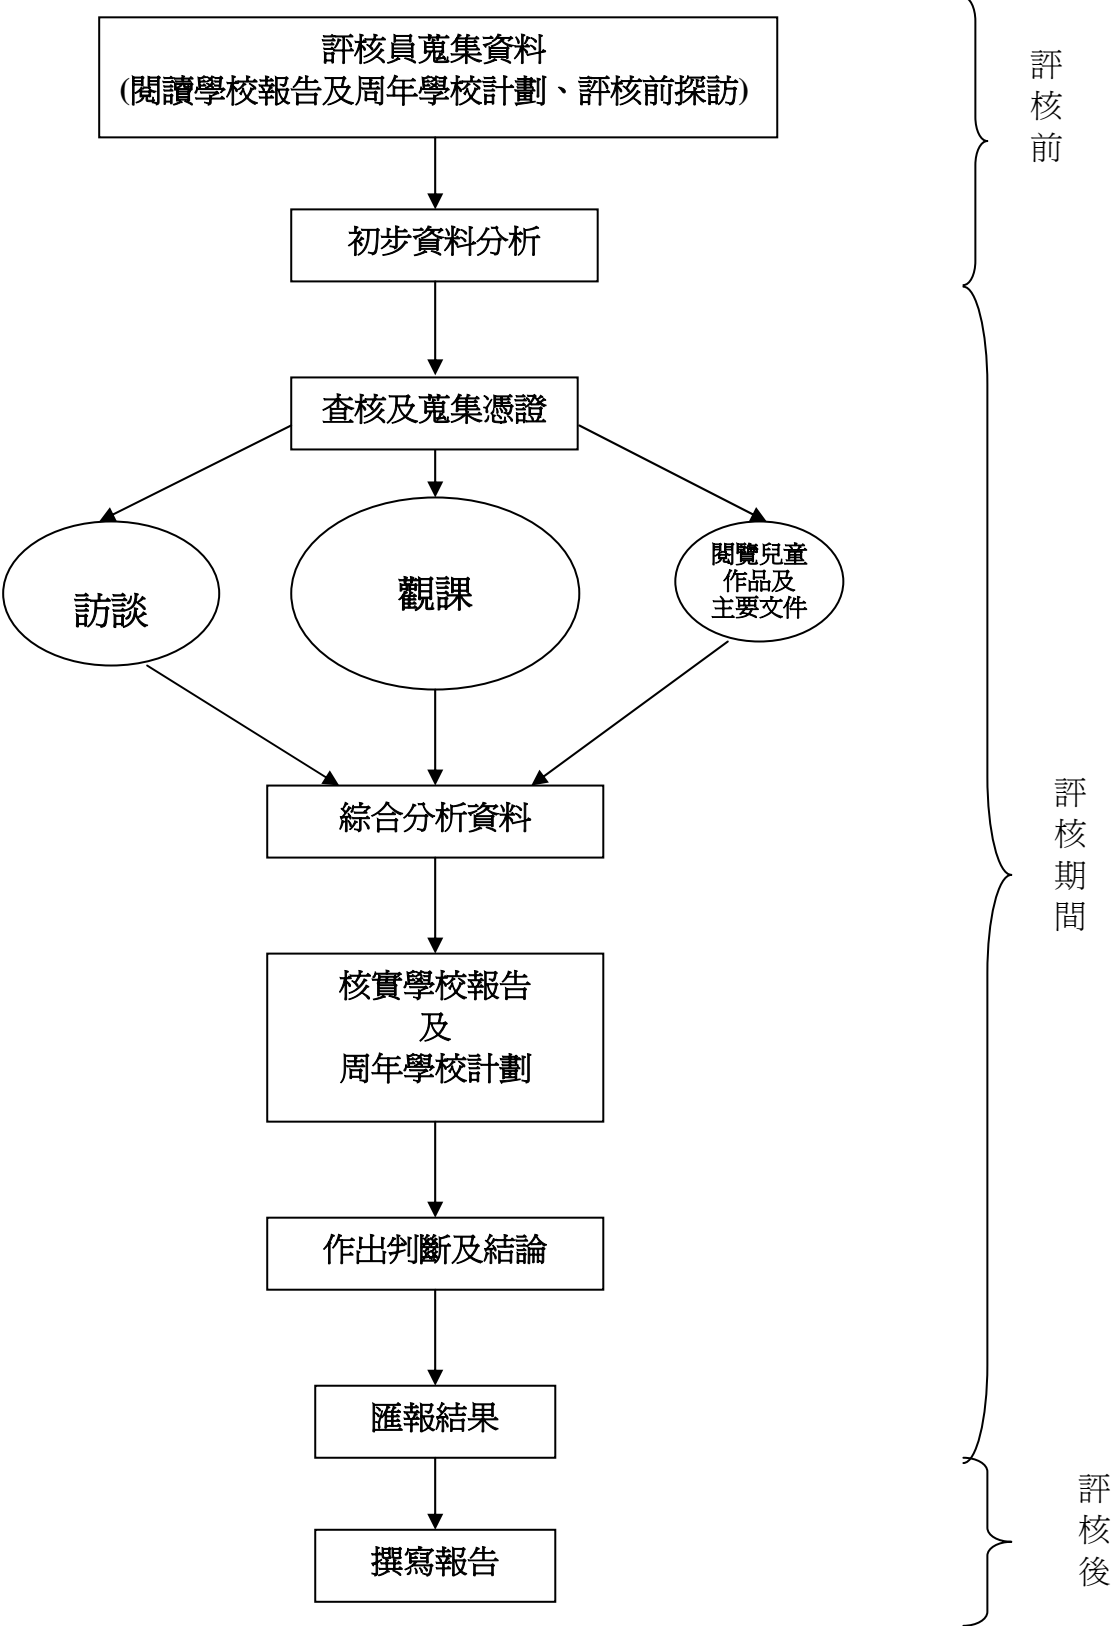 評核員蒐集資料
(閱讀學校報告及周年學校計劃、評核前探訪)
評核前
初步資料分析
查核及蒐集憑證
訪談
觀課
閱覽兒童
作品及
主要文件
綜合分析資料
評核期間
核實學校報告
及
周年學校計劃
作出判斷及結論
匯報結果
撰寫報告
評核後